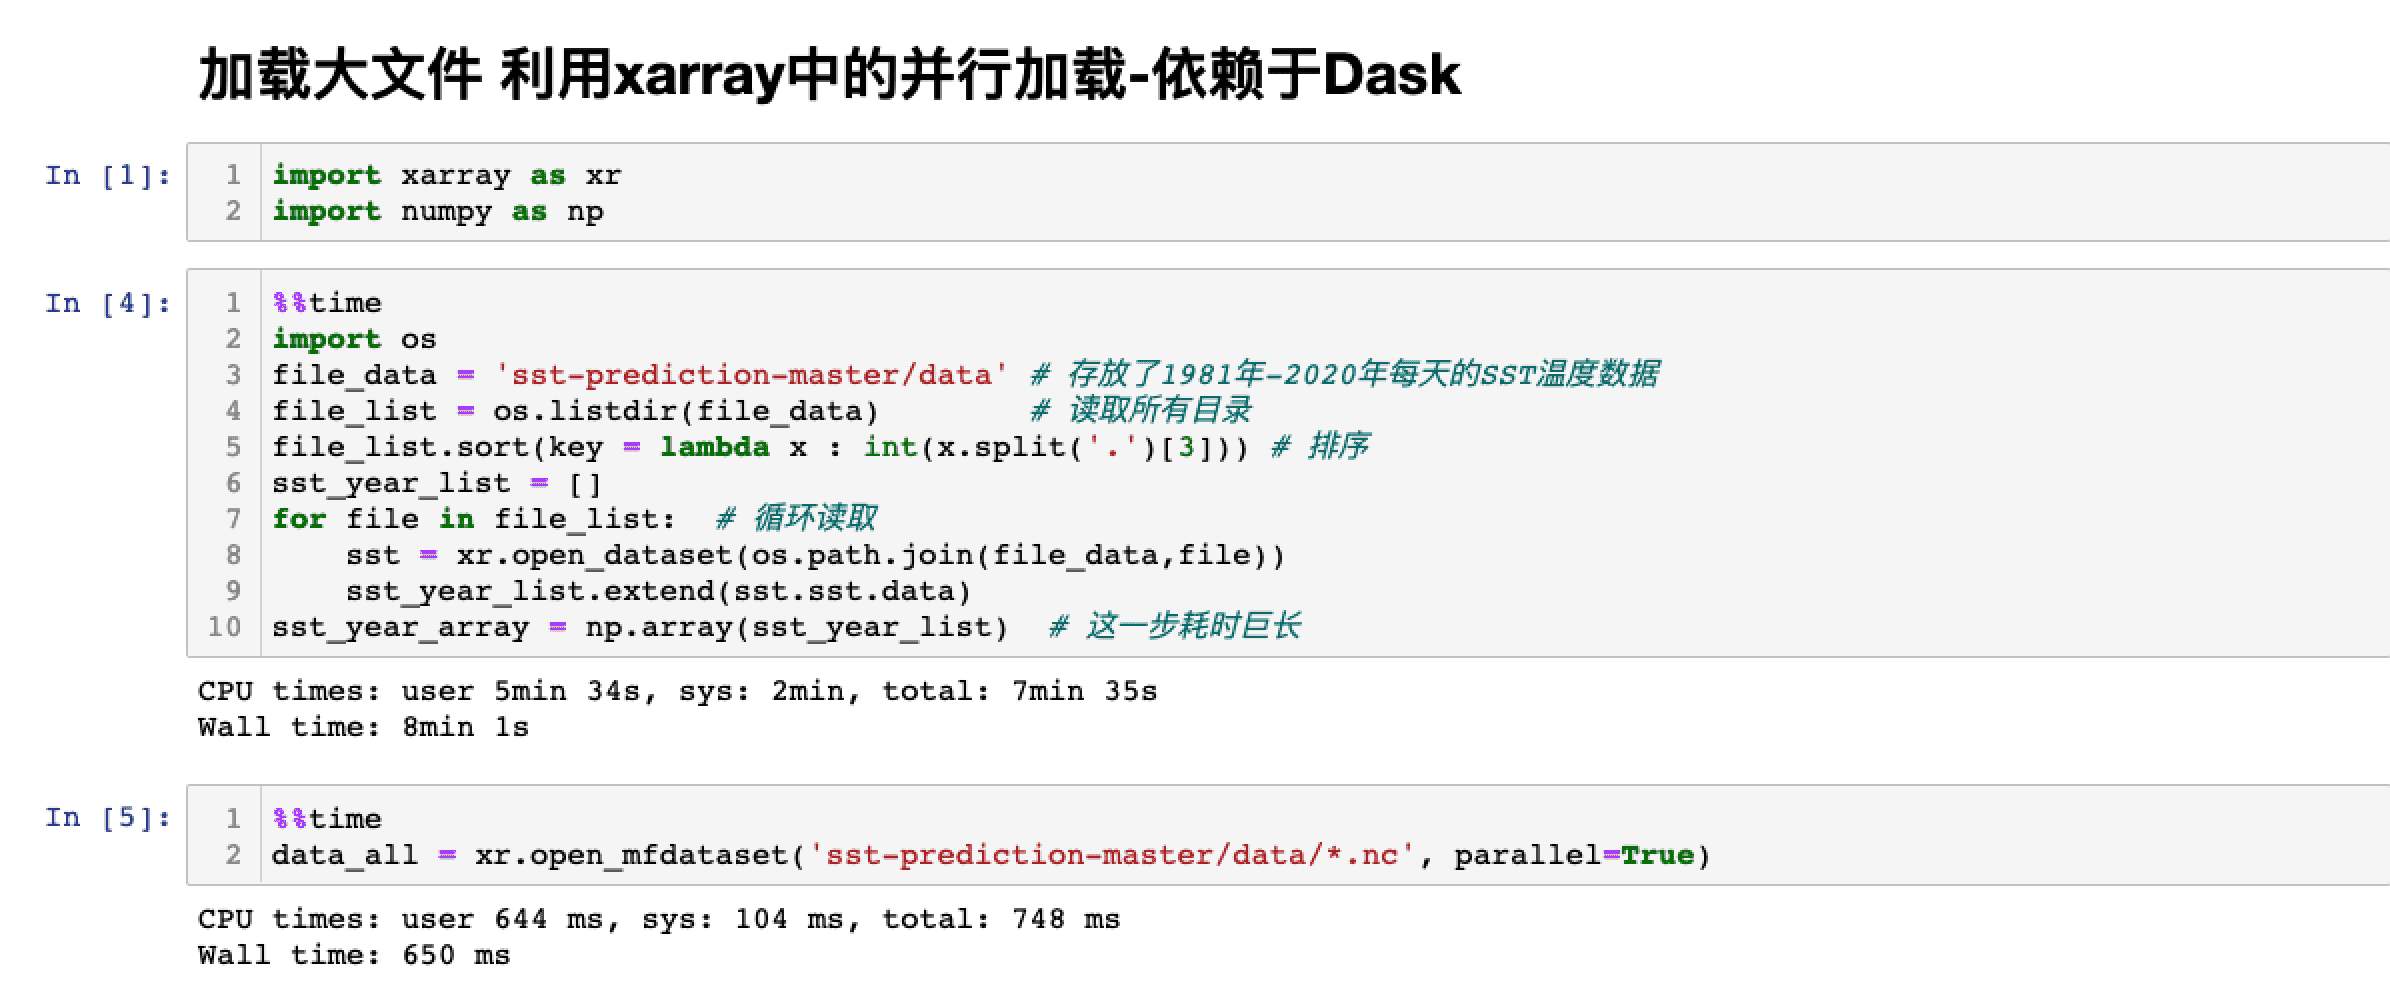 加载大文件 利用xarray中的并行加载-依赖于Dask
In [1]:
1 import xarray as xr
2 import numpy as np
In [4]:
1 %%time
2 import os
3 file_data = 'sst-prediction-master/data' # 存放了1981年-2020年每天的SST温度数据
4 file_list = os.listdir(file_data)        # 读取所有目录
5 file_list.sort(key = lambda x : int(x.split('.')[3])) # 排序
6 sst_year_list = []
7 for file in file_list:  # 循环读取
8     sst = xr.open_dataset(os.path.join(file_data,file))
9     sst_year_list.extend(sst.sst.data)
10 sst_year_array = np.array(sst_year_list)  # 这一步耗时巨长
CPU times: user 5min 34s, sys: 2min, total: 7min 35s
Wall time: 8min 1s
In [5]:
1 %%time
2 data_all = xr.open_mfdataset('sst-prediction-master/data/*.nc', parallel=True)
CPU times: user 644 ms, sys: 104 ms, total: 748 ms
Wall time: 650 ms